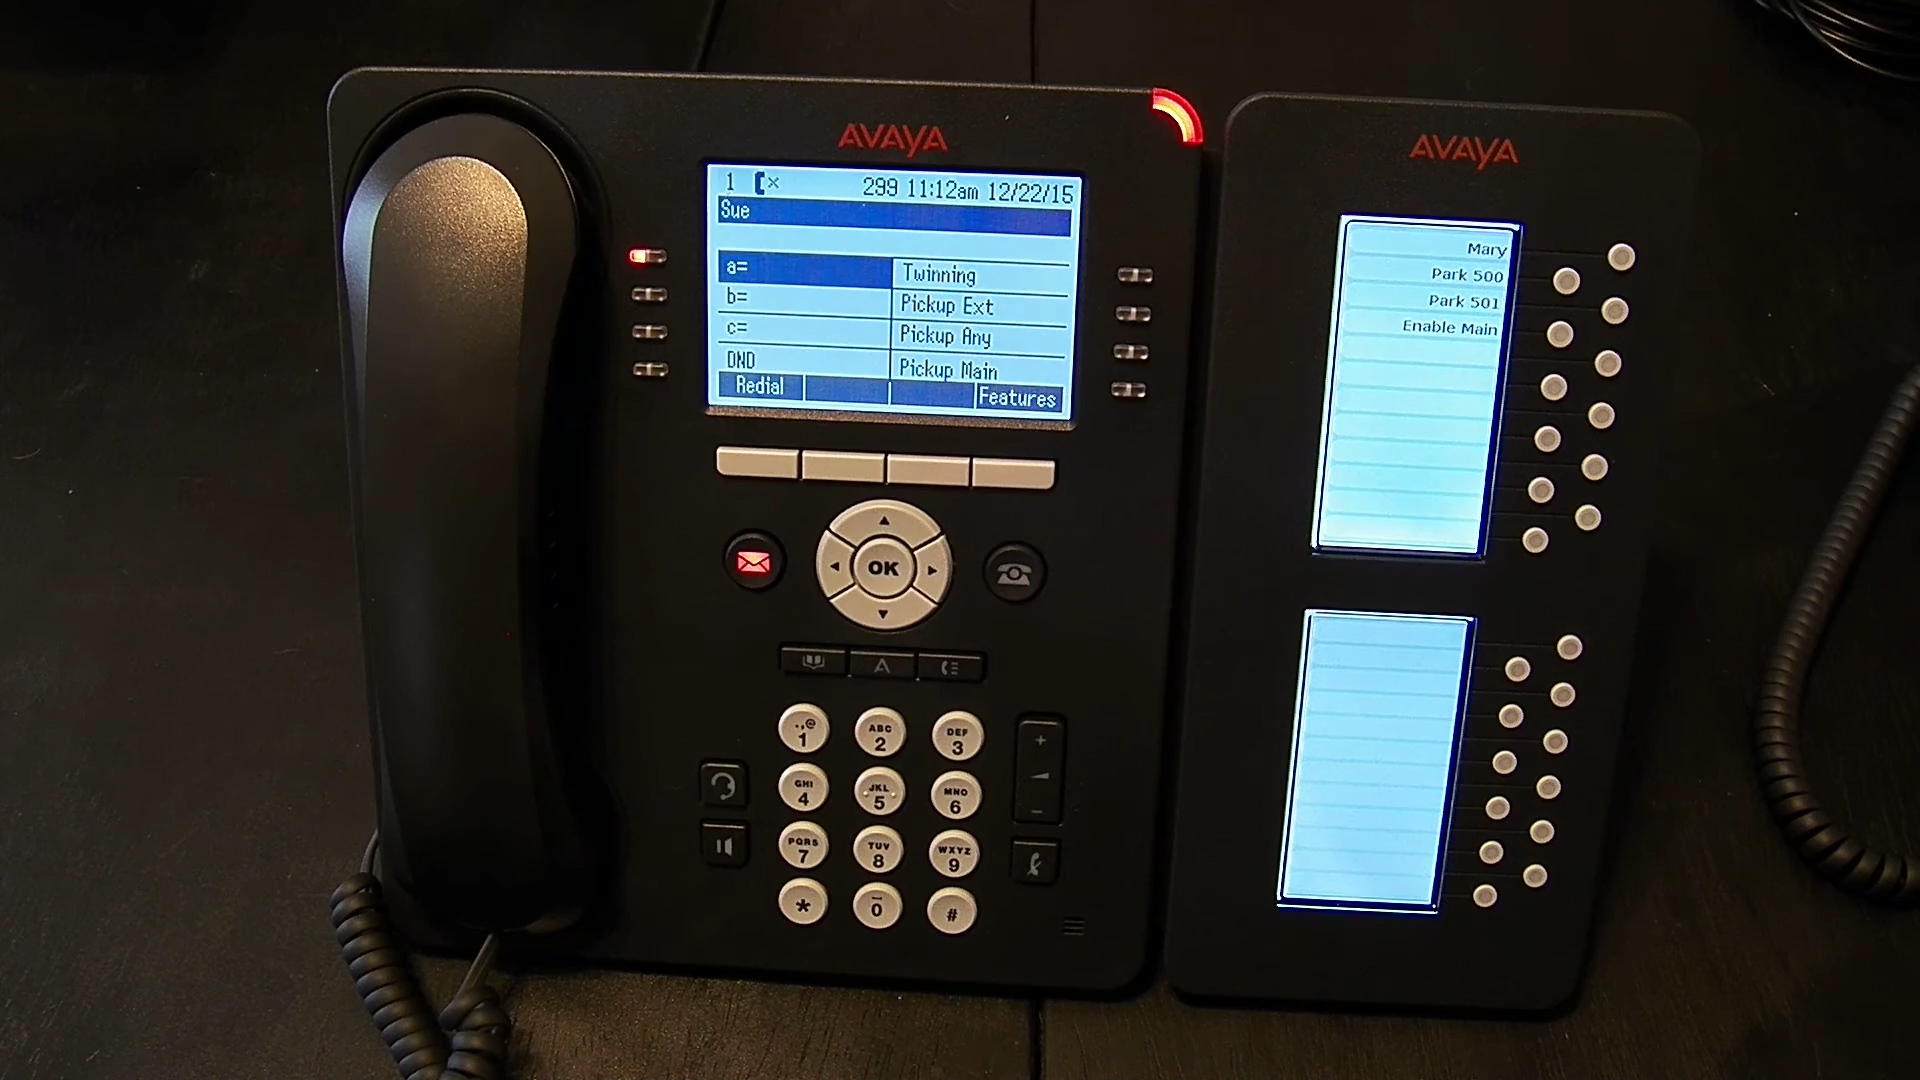 AVAYA
1 299 11:12am 12/22/15
Sue
a= Twinning
b= Pickup Ext
c= Pickup Any
DND Pickup Main
Redial Features
OK
.,@ ABC DEF
1 2 3
GHI JKL MNO
4 5 6
PQRS TUV WXYZ
7 8 9
* 0 #
+
-
AVAYA
Mary
Park 500
Park 501
Enable Main